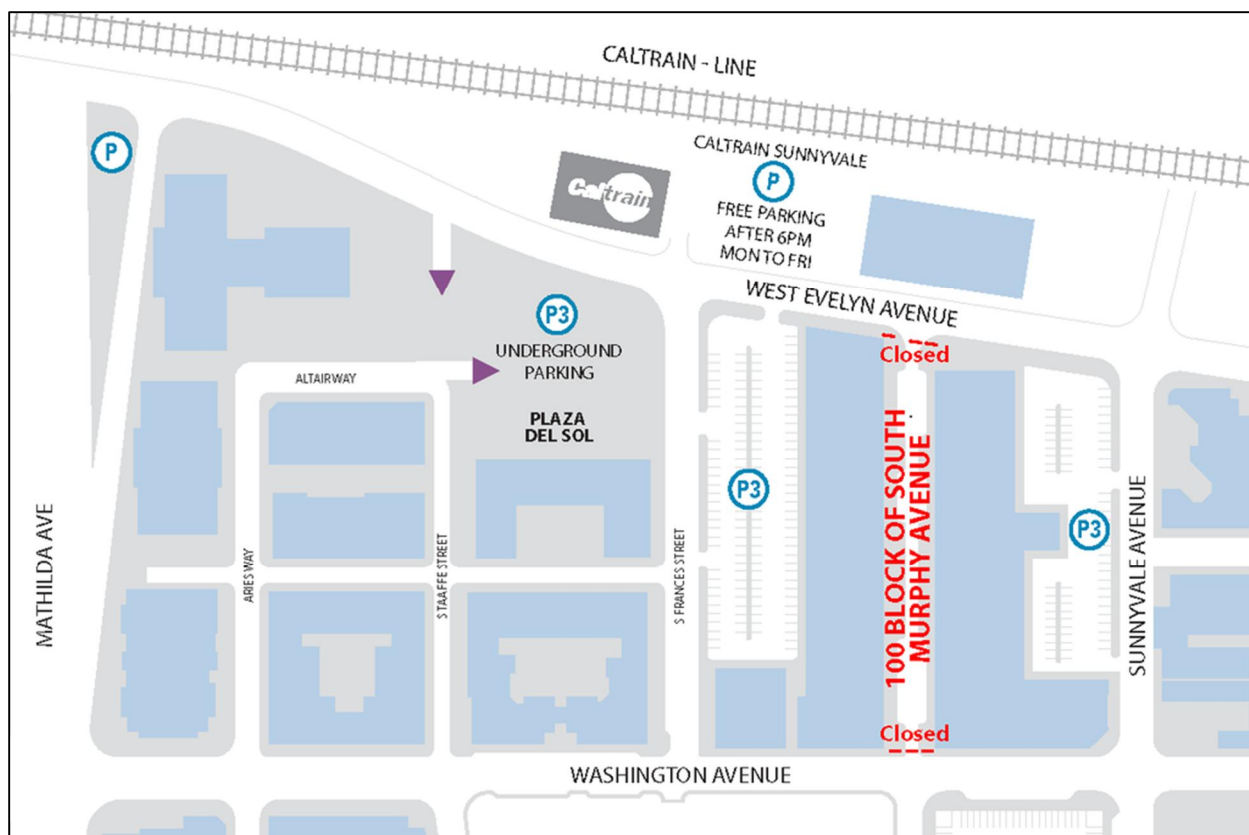 CALTRAIN - LINE
P
CALTRAIN SUNNYVALE
P
FREE PARKING
AFTER 6PM
MON TO FRI
Caltrain
WEST EVELYN AVENUE
P3
UNDERGROUND
PARKING
ALTAIRWAY
PLAZA
DEL SOL
Closed
P3
100 BLOCK OF SOUTH
MURPHY AVENUE
P3
MATHILDA AVE
ARIES WAY
S TAAFFE STREET
S FRANCES STREET
SUNNYVALE AVENUE
Closed
WASHINGTON AVENUE